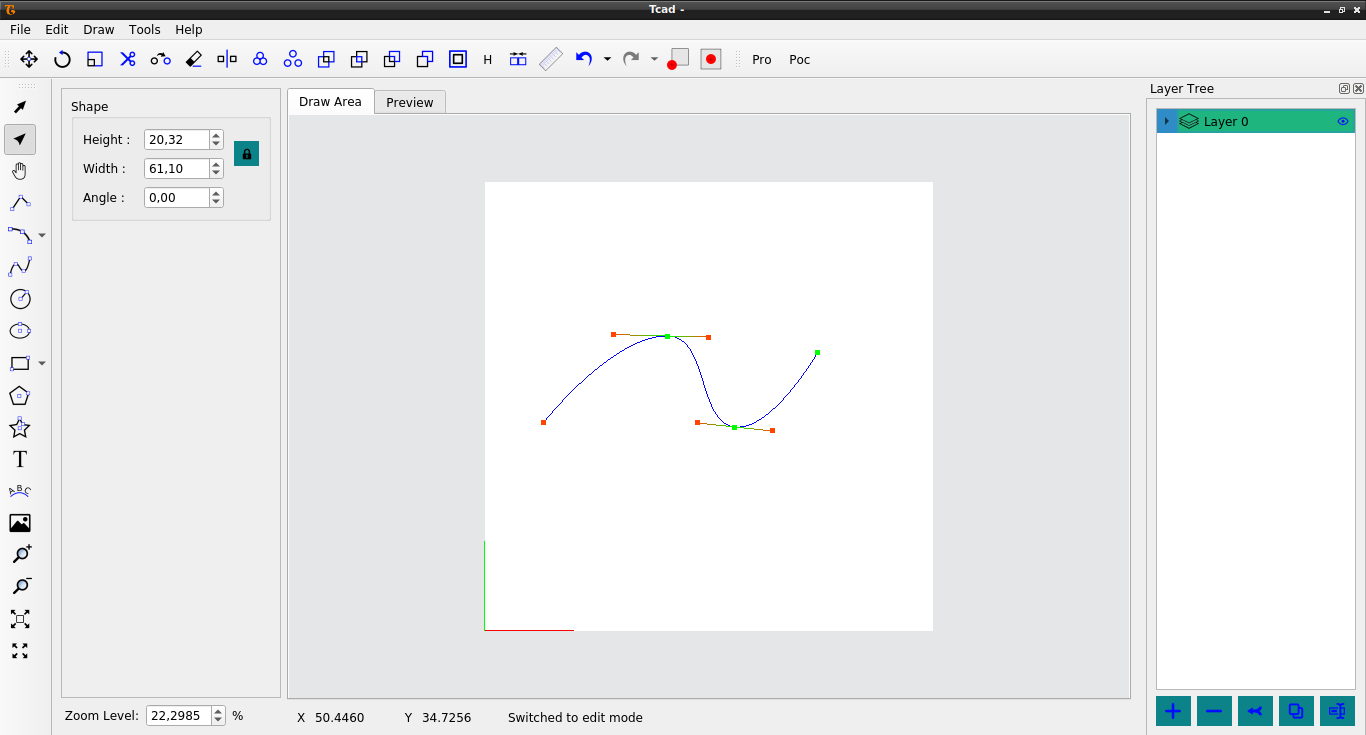 Tcad -
File Edit Draw Tools Help
H Pro Poc
Shape
Height : 20,32
Width : 61,10
Angle : 0,00
Draw Area Preview
Layer Tree
Layer 0
T
ABC
Zoom Level: 22,2985 %
X 50.4460 Y 34.7256 Switched to edit mode